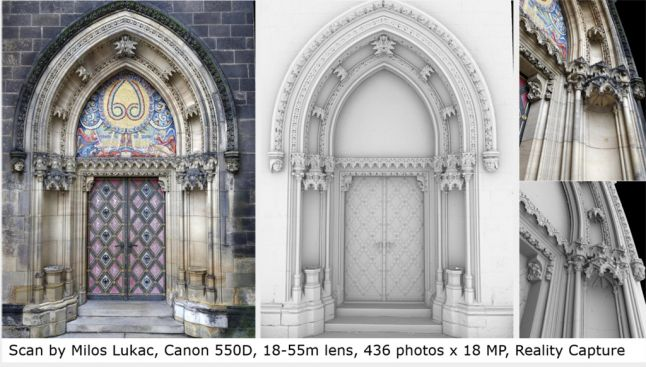 Scan by Milos Lukac, Canon 550D, 18-55m lens, 436 photos x 18 MP, Reality Capture